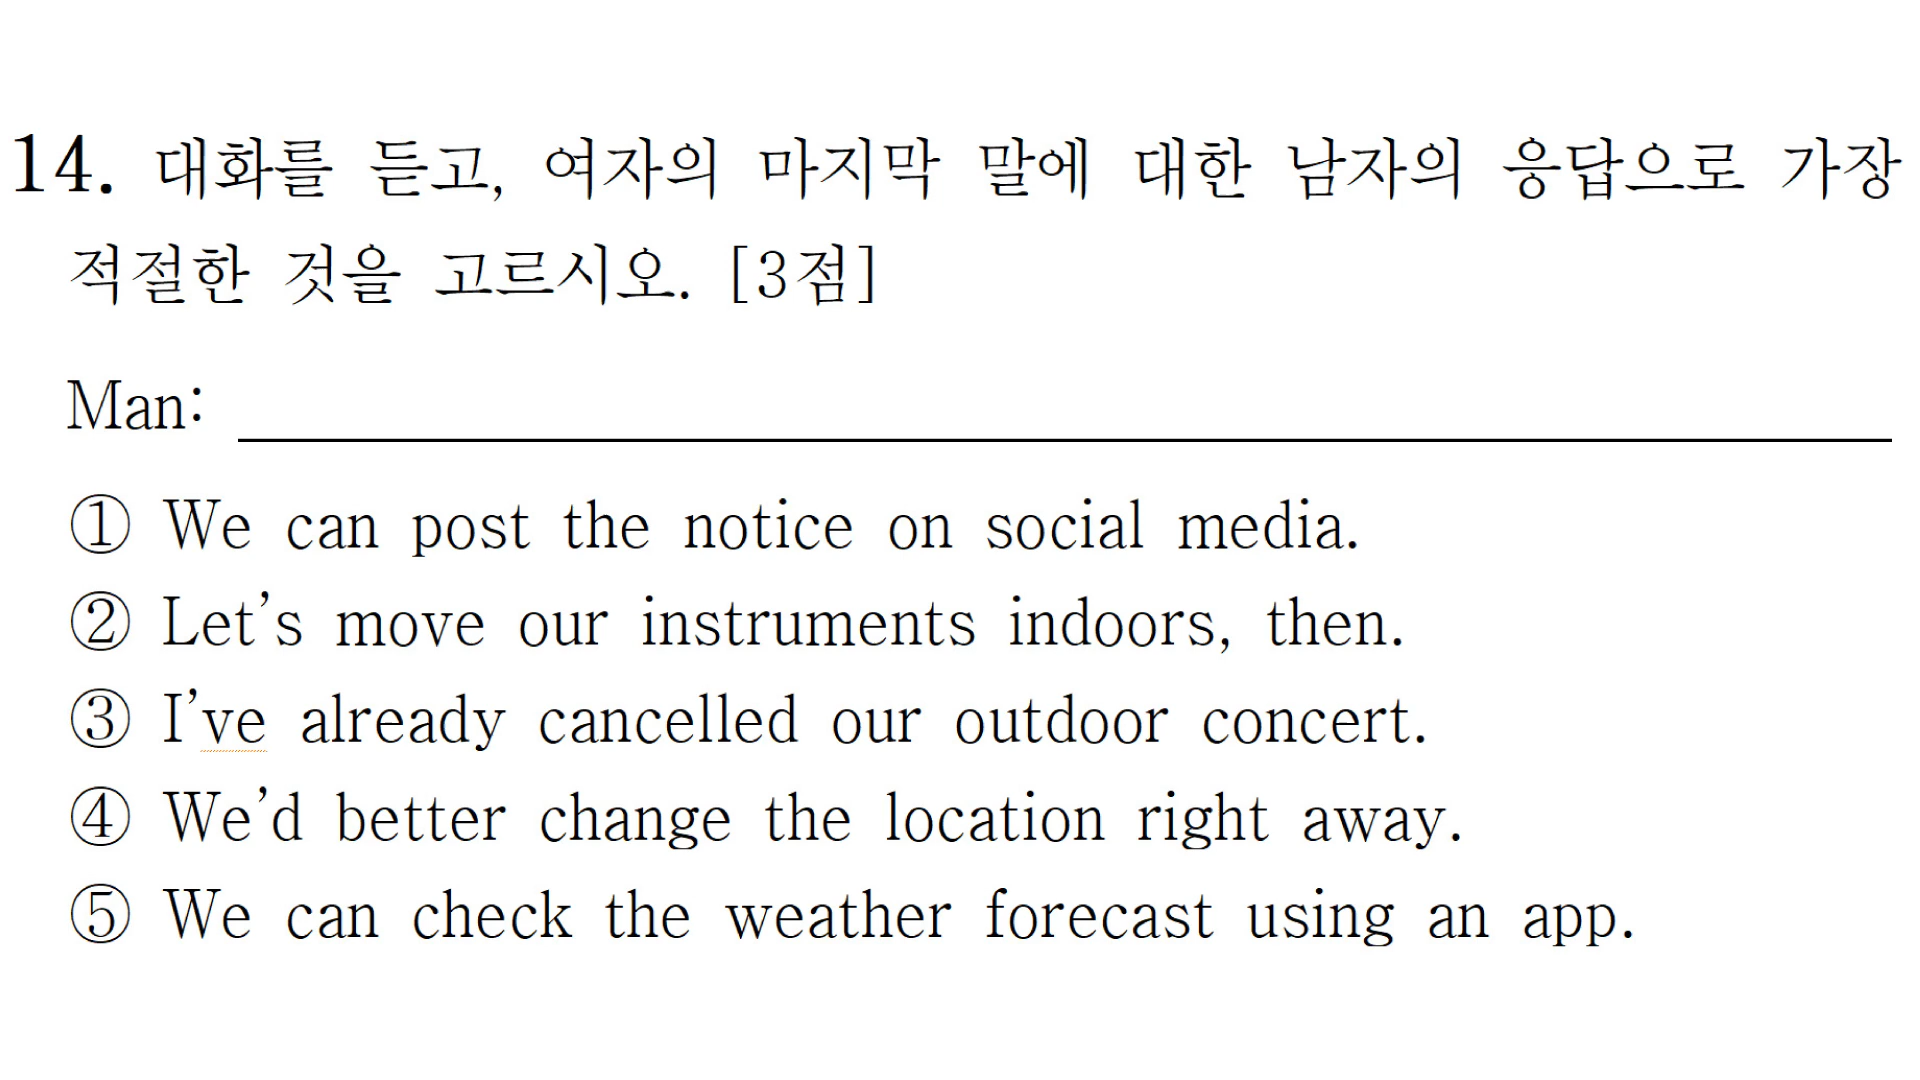 14. 대화를 듣고, 여자의 마지막 말에 대한 남자의 응답으로 가장
적절한 것을 고르시오. [3점]
Man:
① We can post the notice on social media.
② Let’s move our instruments indoors, then.
③ I’ve already cancelled our outdoor concert.
④ We’d better change the location right away.
⑤ We can check the weather forecast using an app.